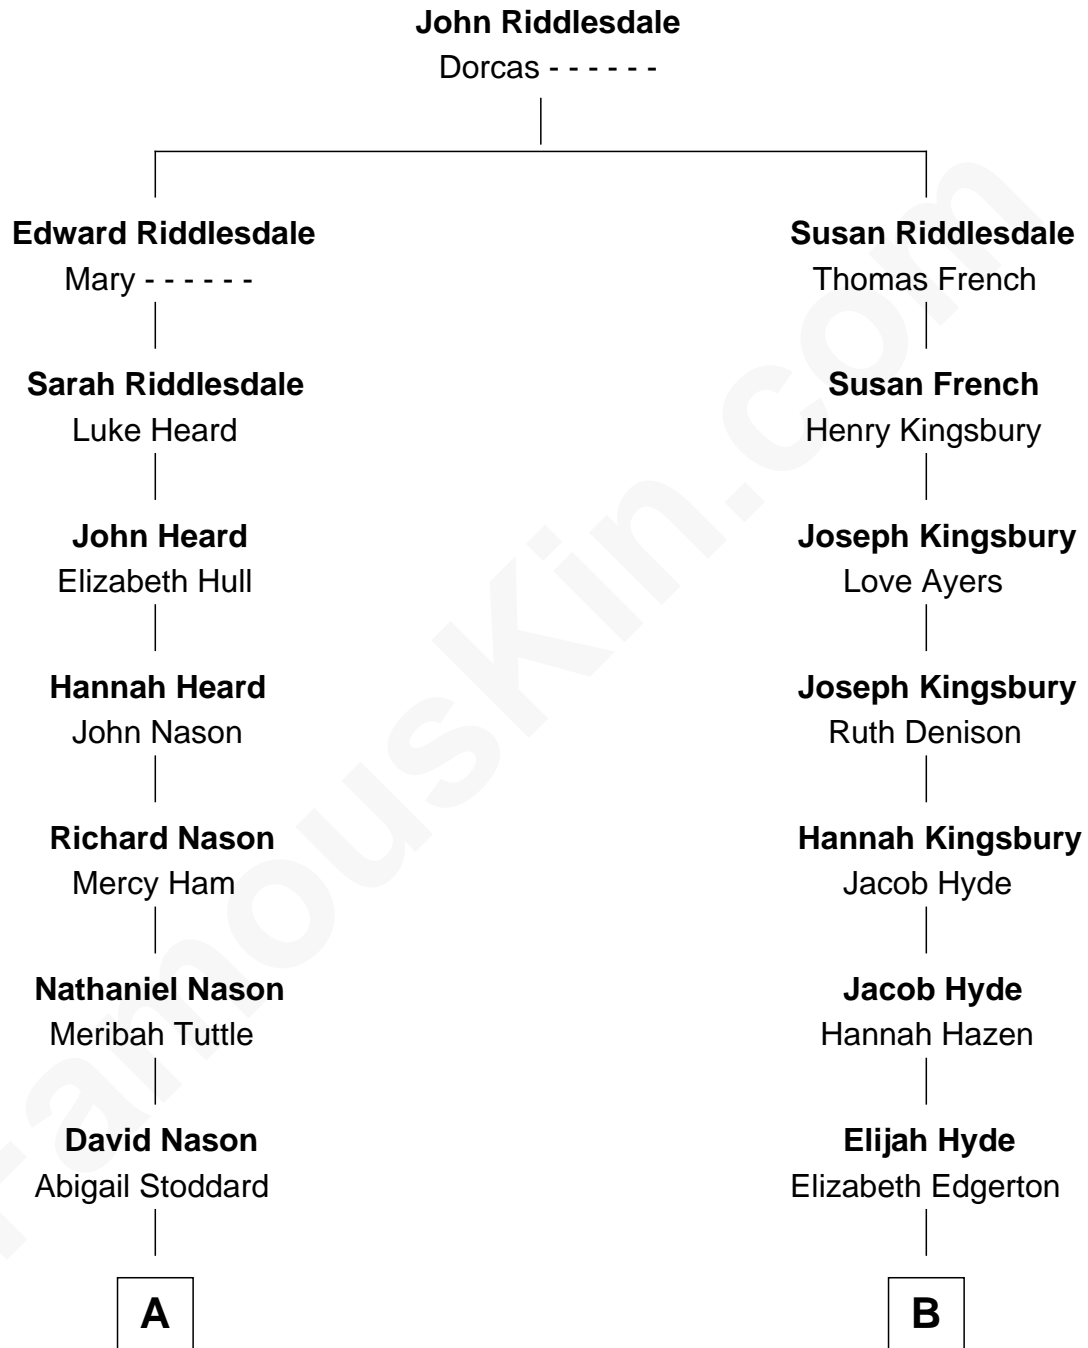 John Riddlesdale
Dorcas - - - - - -
Edward Riddlesdale
Mary - - - - - -
Susan Riddlesdale
Thomas French
Sarah Riddlesdale
Luke Heard
Susan French
Henry Kingsbury
John Heard
Elizabeth Hull
Joseph Kingsbury
Love Ayers
Hannah Heard
John Nason
Joseph Kingsbury
Ruth Denison
Richard Nason
Mercy Ham
Hannah Kingsbury
Jacob Hyde
Nathaniel Nason
Meribah Tuttle
Jacob Hyde
Hannah Hazen
David Nason
Abigail Stoddard
Elijah Hyde
Elizabeth Edgerton
A
B
FamousKin.com